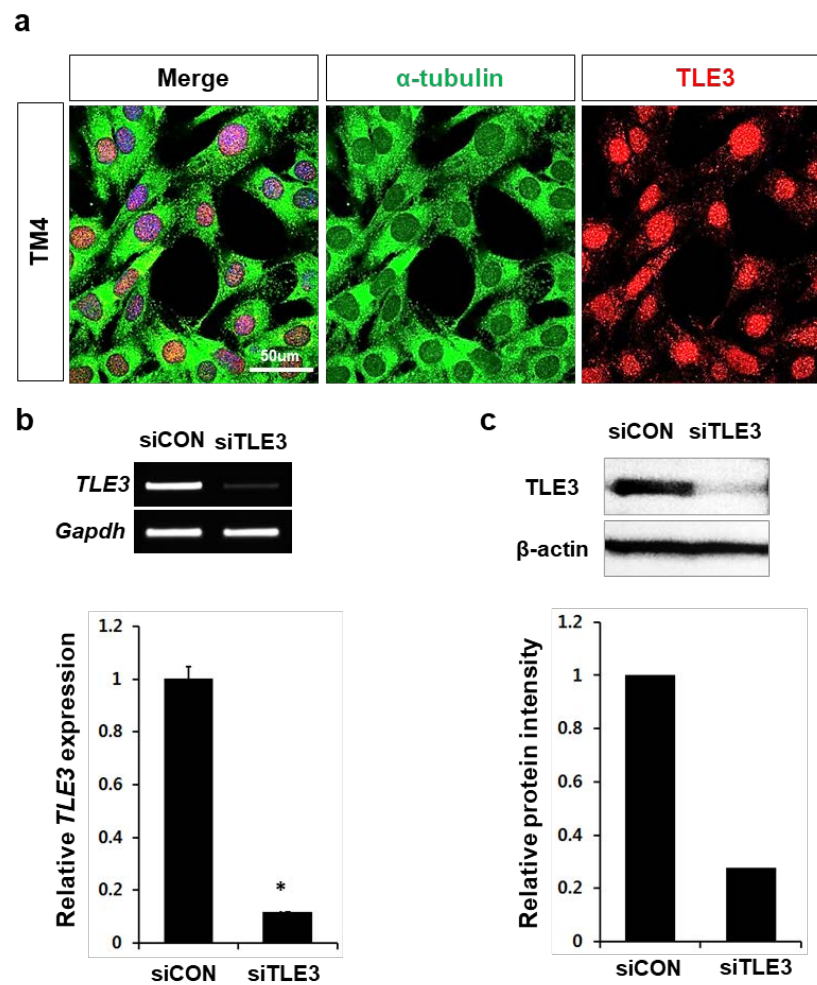 a
Merge α-tubulin TLE3
TM4
50um
b
siCON siTLE3
TLE3
Gapdh
Relative TLE3 expression
1.2
1
0.8
0.6
0.4
0.2
0
*
siCON siTLE3
c
siCON siTLE3
TLE3
β-actin
Relative protein intensity
1.2
1
0.8
0.6
0.4
0.2
0
siCON siTLE3